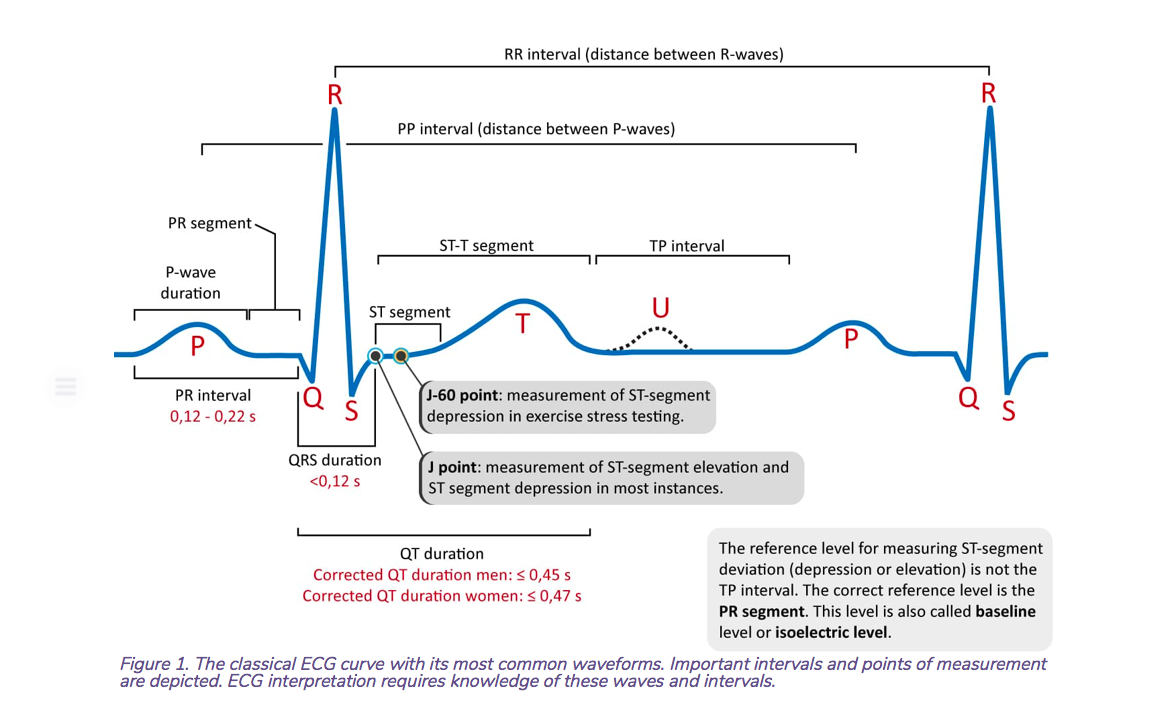 RR interval (distance between R-waves)
R
R
PP interval (distance between P-waves)
PR segment
ST-T segment
TP interval
P-wave
duration
ST segment
U
T
P
P
PR interval
0,12 - 0,22 s
Q
S
Q
S
J-60 point: measurement of ST-segment
depression in exercise stress testing.
QRS duration
<0,12 s
J point: measurement of ST-segment elevation and
ST segment depression in most instances.
QT duration
Corrected QT duration men: ≤ 0,45 s
Corrected QT duration women: ≤ 0,47 s
The reference level for measuring ST-segment
deviation (depression or elevation) is not the
TP interval. The correct reference level is the
PR segment. This level is also called baseline
level or isoelectric level.
Figure 1. The classical ECG curve with its most common waveforms. Important intervals and points of measurement
are depicted. ECG interpretation requires knowledge of these waves and intervals.